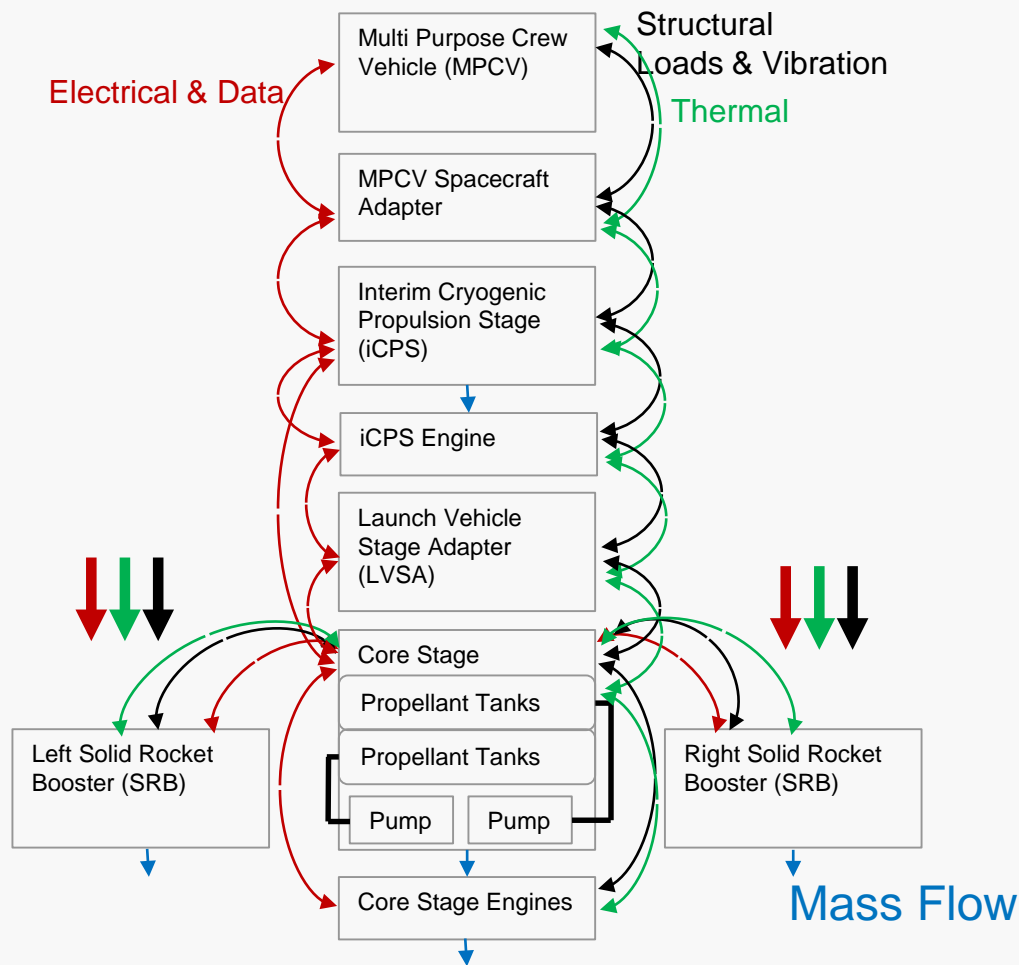 Multi Purpose Crew
Vehicle (MPCV)
Structural
Loads & Vibration
Electrical & Data
Thermal
MPCV Spacecraft
Adapter
Interim Cryogenic
Propulsion Stage
(iCPS)
iCPS Engine
Launch Vehicle
Stage Adapter
(LVSA)
Core Stage
Propellant Tanks
Propellant Tanks
Pump
Pump
Left Solid Rocket
Booster (SRB)
Right Solid Rocket
Booster (SRB)
Core Stage Engines
Mass Flow